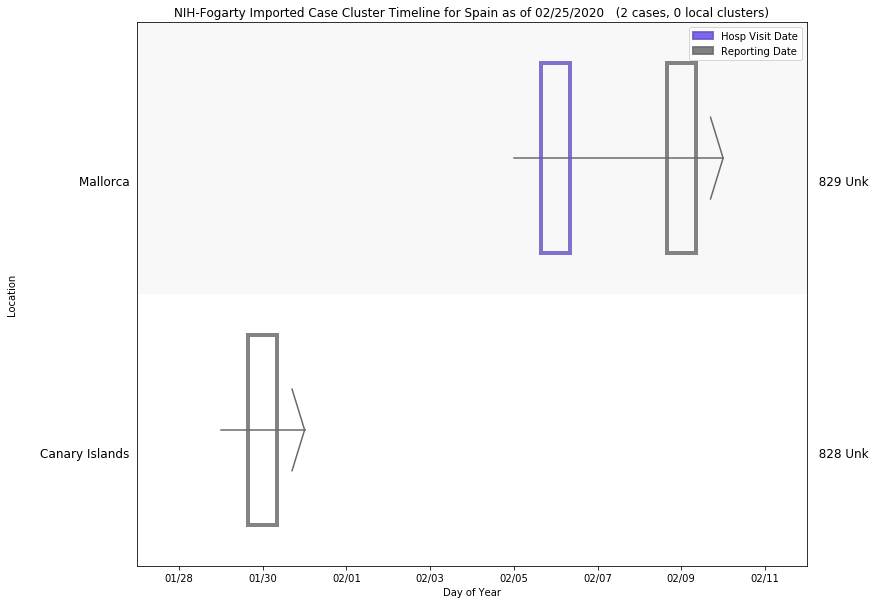 NIH-Fogarty Imported Case Cluster Timeline for Spain as of 02/25/2020   (2 cases, 0 local clusters)
Hosp Visit Date
Reporting Date
Mallorca
829 Unk
Location
Canary Islands
828 Unk
01/28 01/30 02/01 02/03 02/05 02/07 02/09 02/11
Day of Year